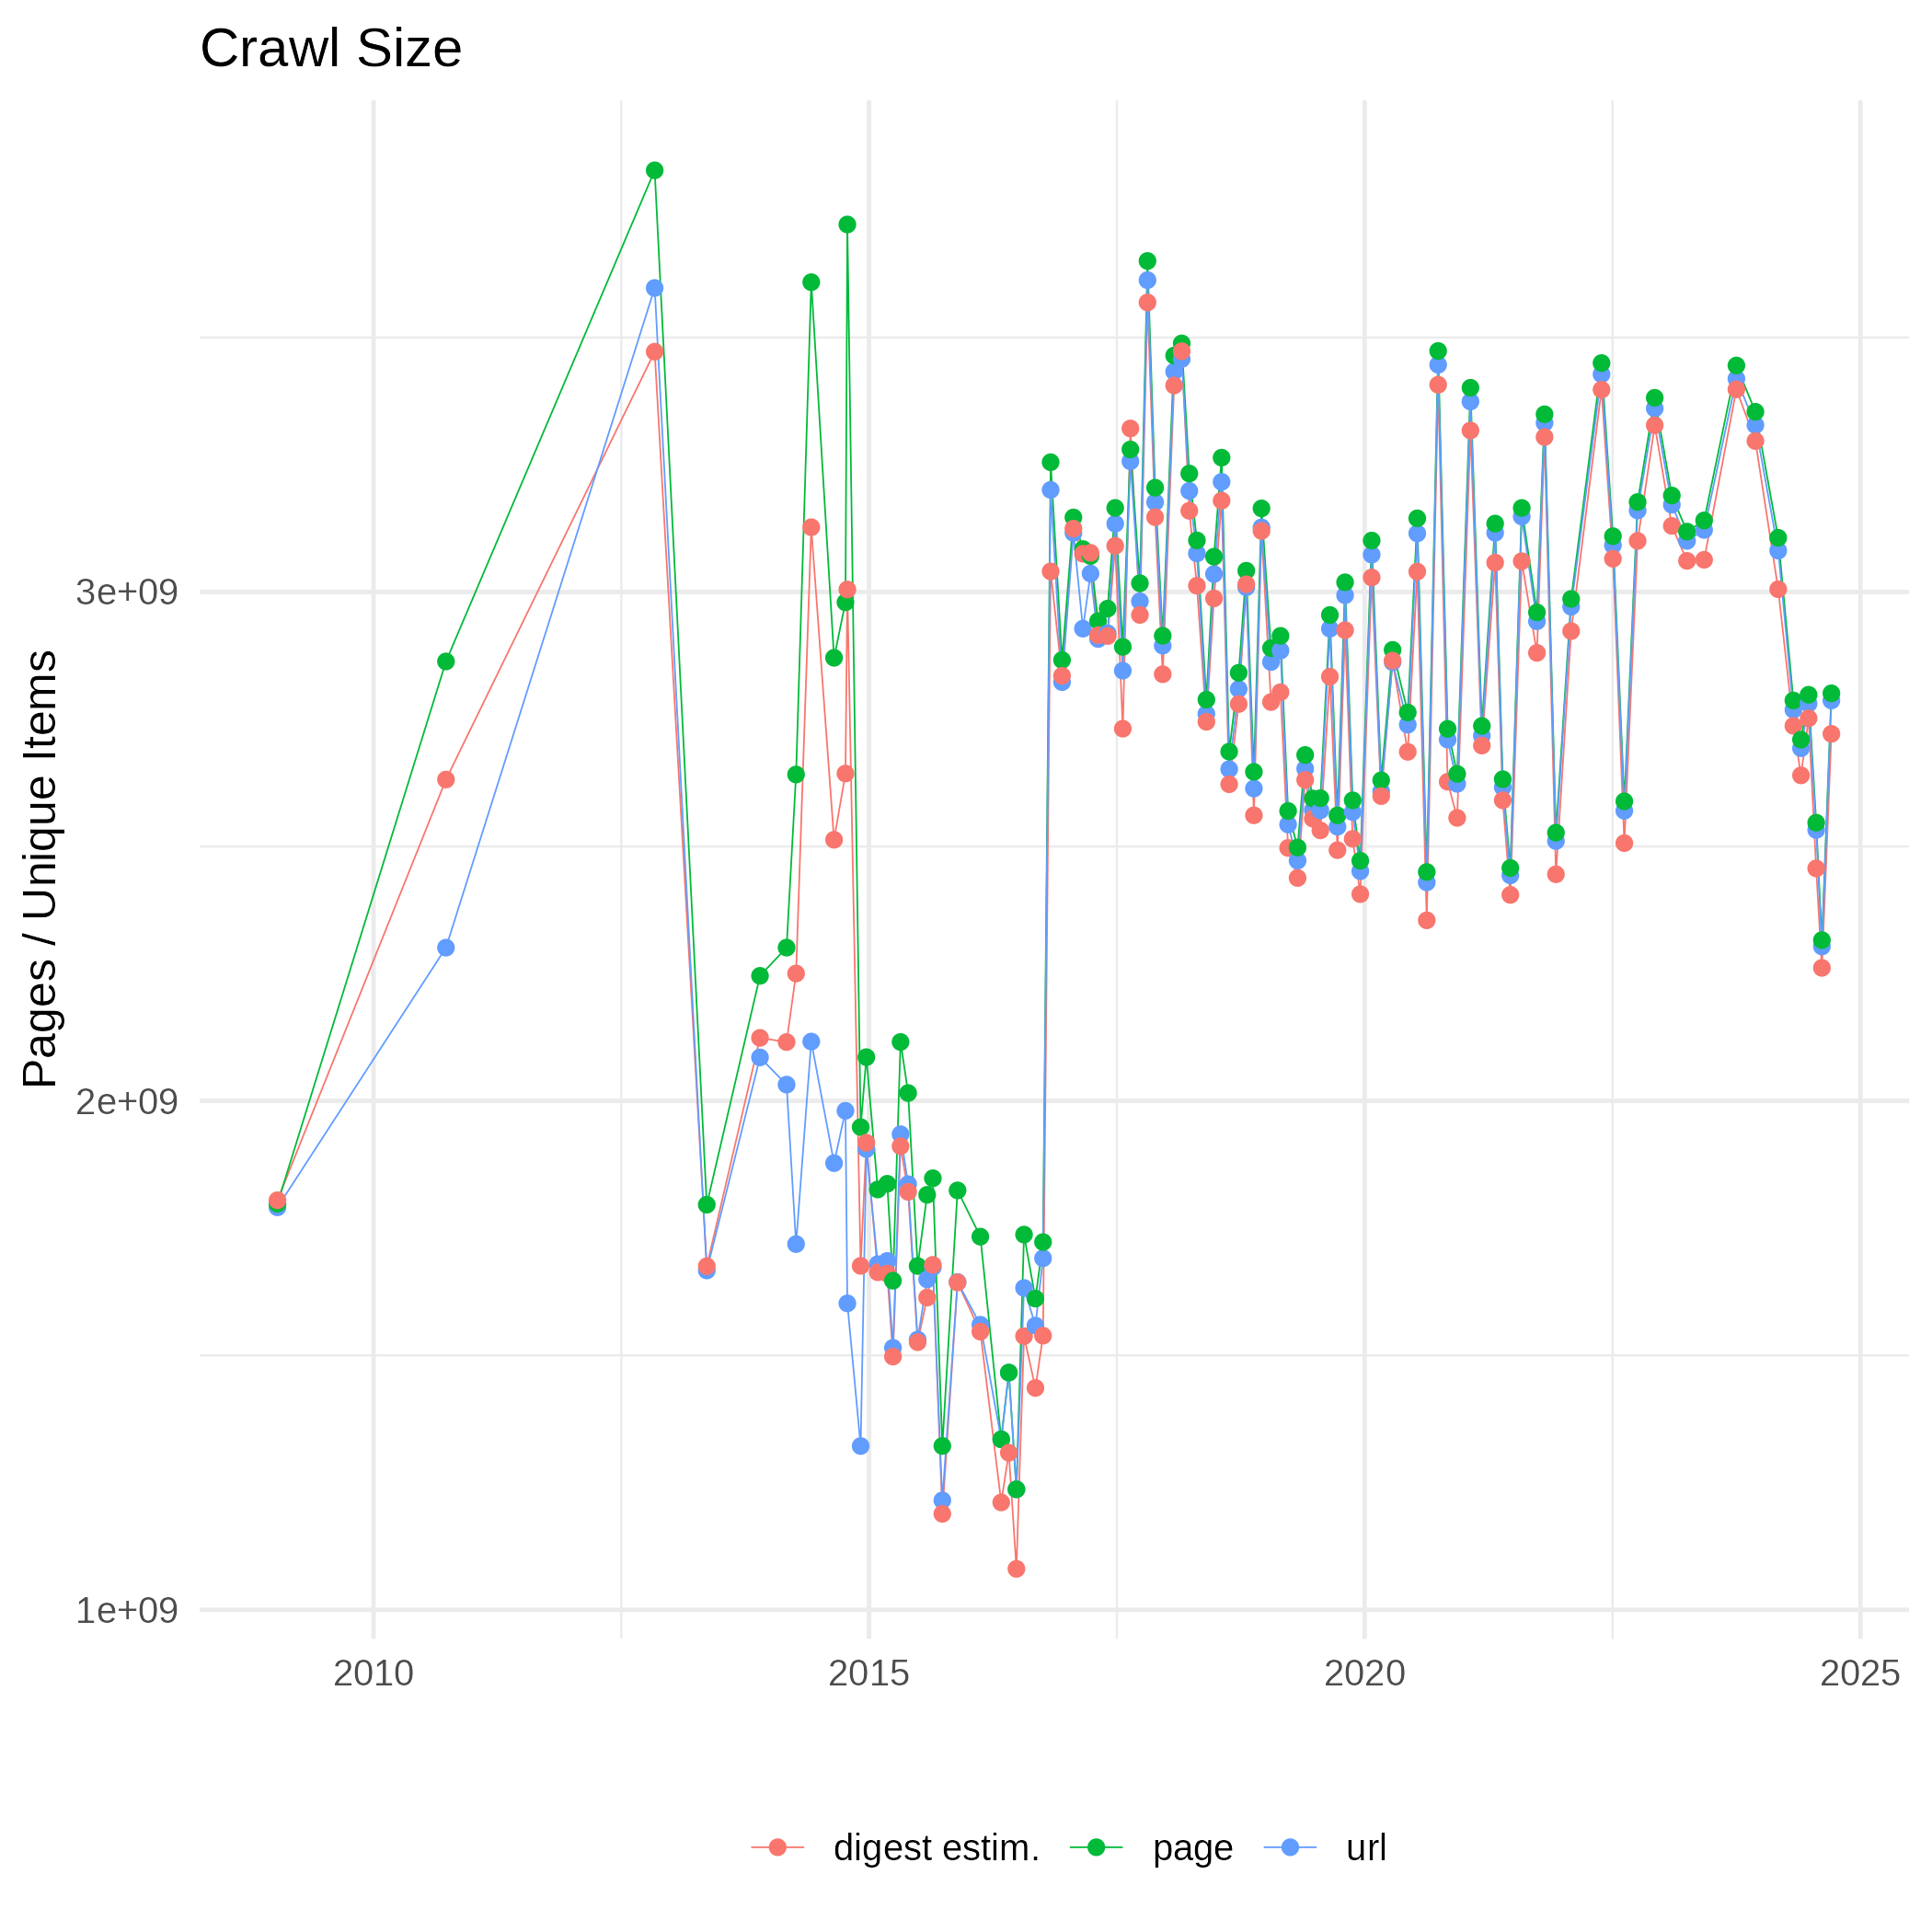 Crawl Size
Pages / Unique Items
3e+09
2e+09
1e+09
2010 2015 2020 2025
digest estim. page url